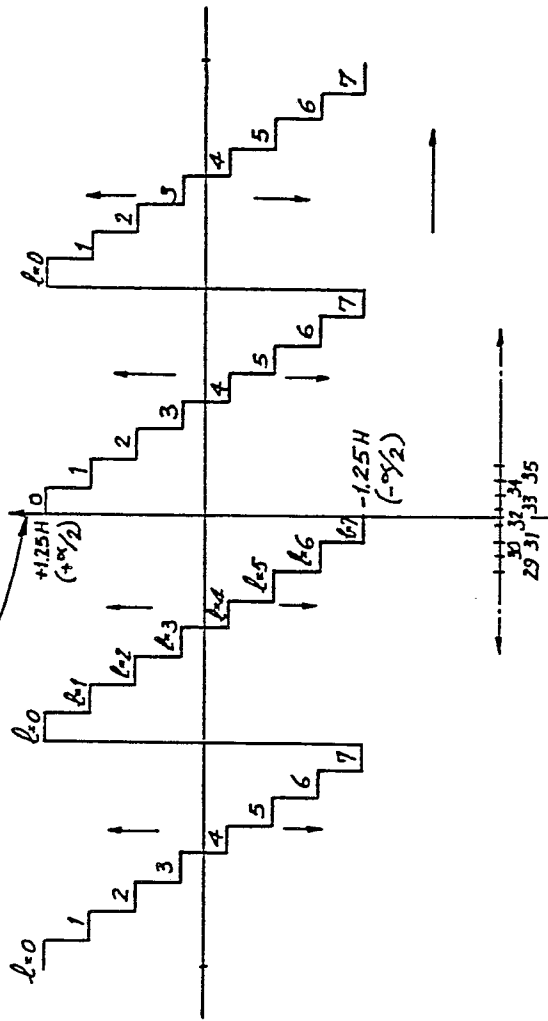 l=0 1 2 3 4 5 6 7
l=0 l=1 l=2 l=3 l=4 l=5 l=6 l=7
+1.25H
(+α/2)
0 1 2 3 4 5 6 7
-1.25H
(-α/2)
l=0 1 2 3 4 5 6 7
29 30 31 32 33 34 35